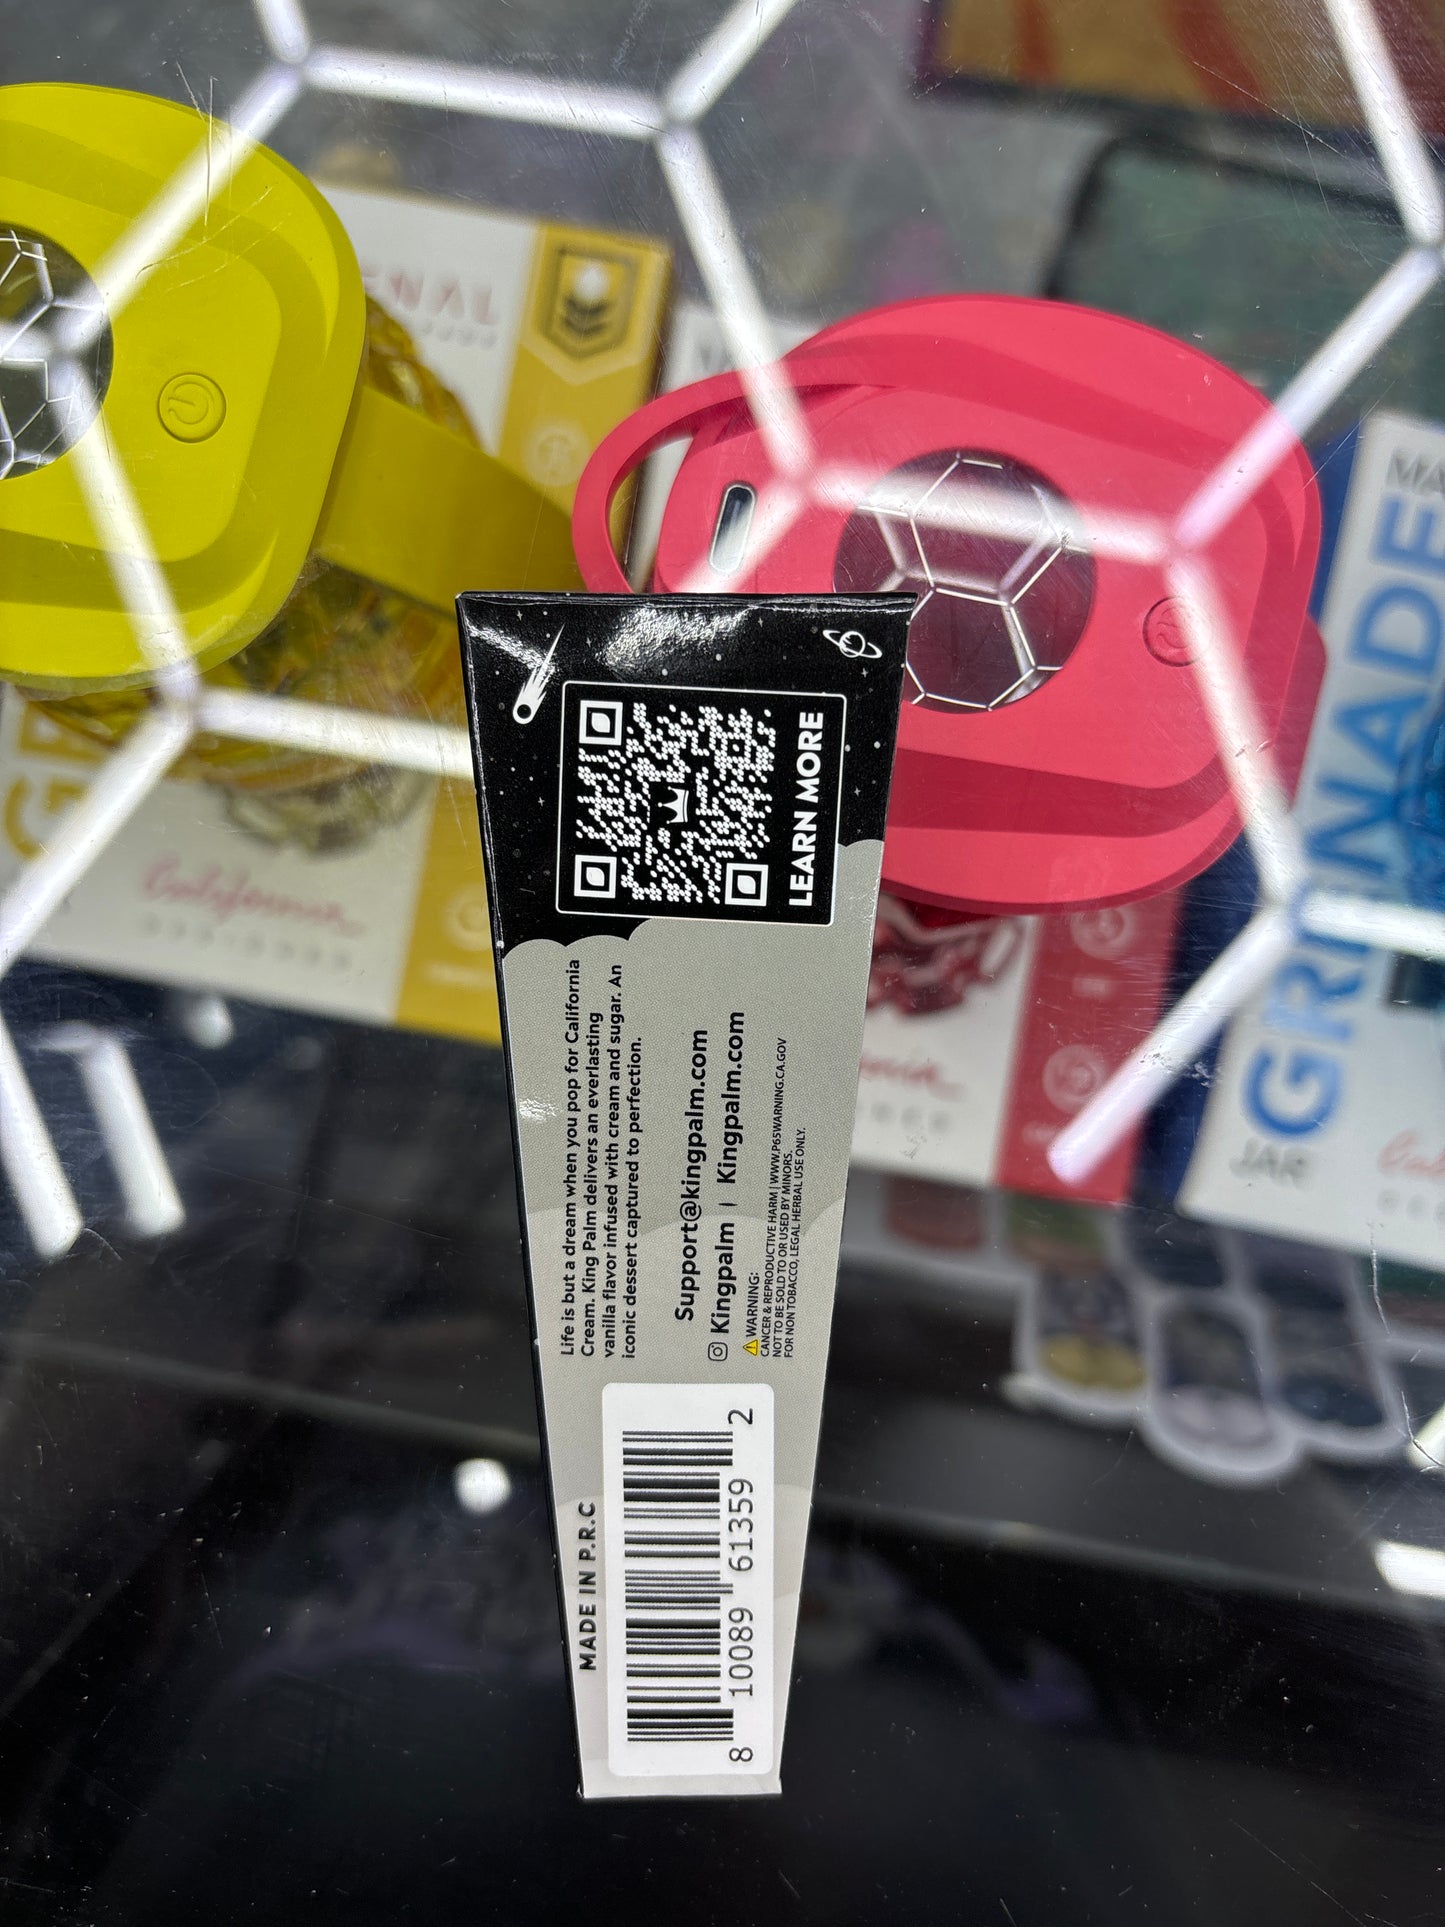 LEARN MORE
Life is but a dream when you pop for California
Cream. King Palm delivers an everlasting
vanilla flavor infused with cream and sugar. An
iconic dessert captured to perfection.
Support@kingpalm.com
Kingpalm | Kingpalm.com
WARNING:
CANCER & REPRODUCTIVE HARM | WWW.P65WARNING.CA.GOV
NOT TO BE SOLD TO OR USED BY MINORS.
FOR NON TOBACCO, LEGAL HERBAL USE ONLY.
MADE IN P.R.C
8 10089 61359 2
GRINADE
JAR
California